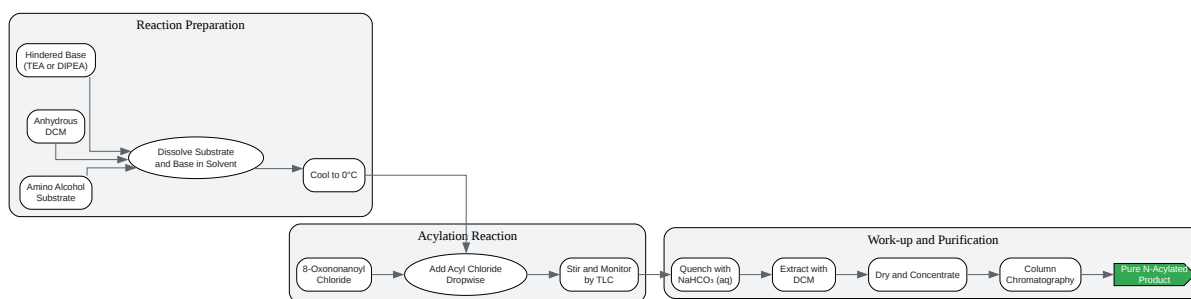 Reaction Preparation
Hindered Base
(TEA or DIPEA)
Anhydrous
DCM
Amino Alcohol
Substrate
Dissolve Substrate
and Base in Solvent
Cool to 0°C
Acylation Reaction
8-Oxononanoyl
Chloride
Add Acyl Chloride
Dropwise
Stir and Monitor
by TLC
Work-up and Purification
Quench with
NaHCO₃ (aq)
Extract with
DCM
Dry and Concentrate
Column
Chromatography
Pure N-Acylated
Product